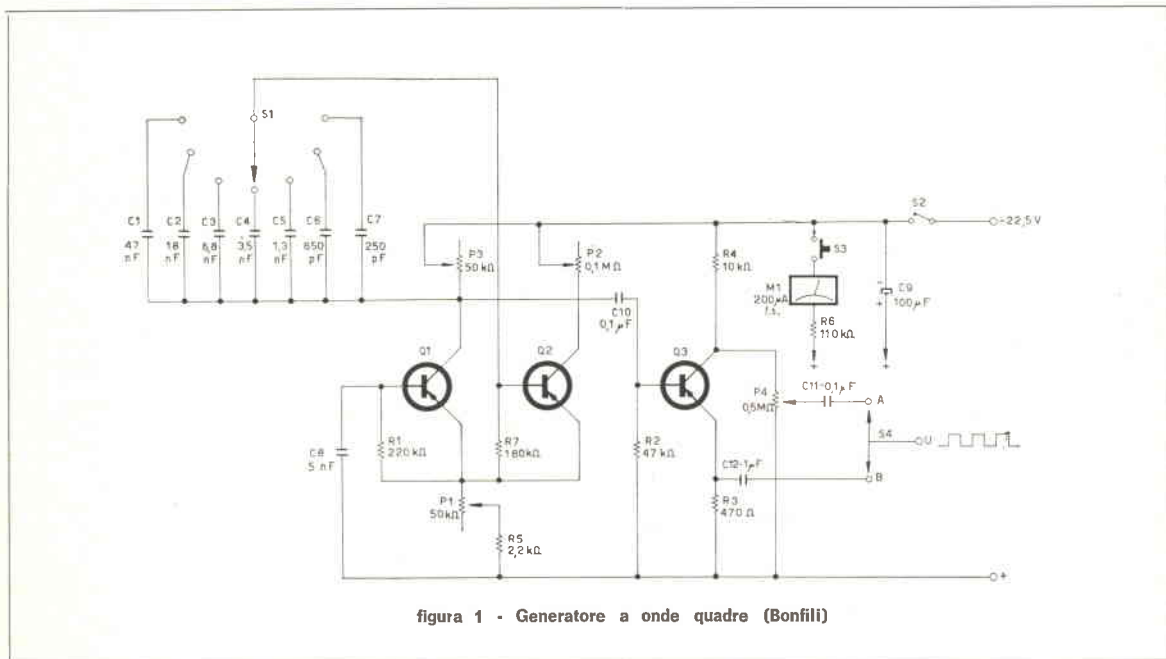 S1
C1
47
nF
C2
18
nF
C3
6,8
nF
C4
3,5
nF
C5
1,3
nF
C6
650
pF
C7
250
pF
P3
50 kΩ
P2
0,1 MΩ
R4
10 kΩ
S2
-22,5 V
S3
M1
200 µA
f.s.
R6
110 kΩ
+
-
C9
+
100 µF
+
C10
0,1 µF
Q1
Q2
Q3
C11-0,1 µF
A
P4
0,5 MΩ
S4
U
C8
5 nF
R1
220 kΩ
R7
180 kΩ
R2
47 kΩ
C12-1 µF
B
P1
50 kΩ
R3
470 Ω
R5
2,2 kΩ
+
figura 1 - Generatore a onde quadre (Bonfili)